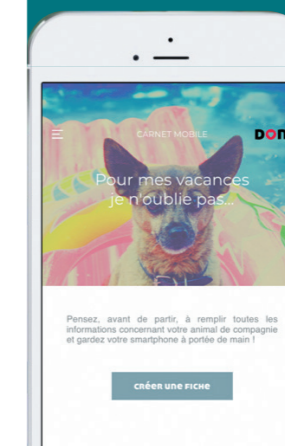 CARNET MOBILE
Pour mes vacances
je n'oublie pas...
Pensez, avant de partir, à remplir toutes les
informations concernant votre animal de compagnie
et gardez votre smartphone à portée de main !
CRÉER UNE FICHE